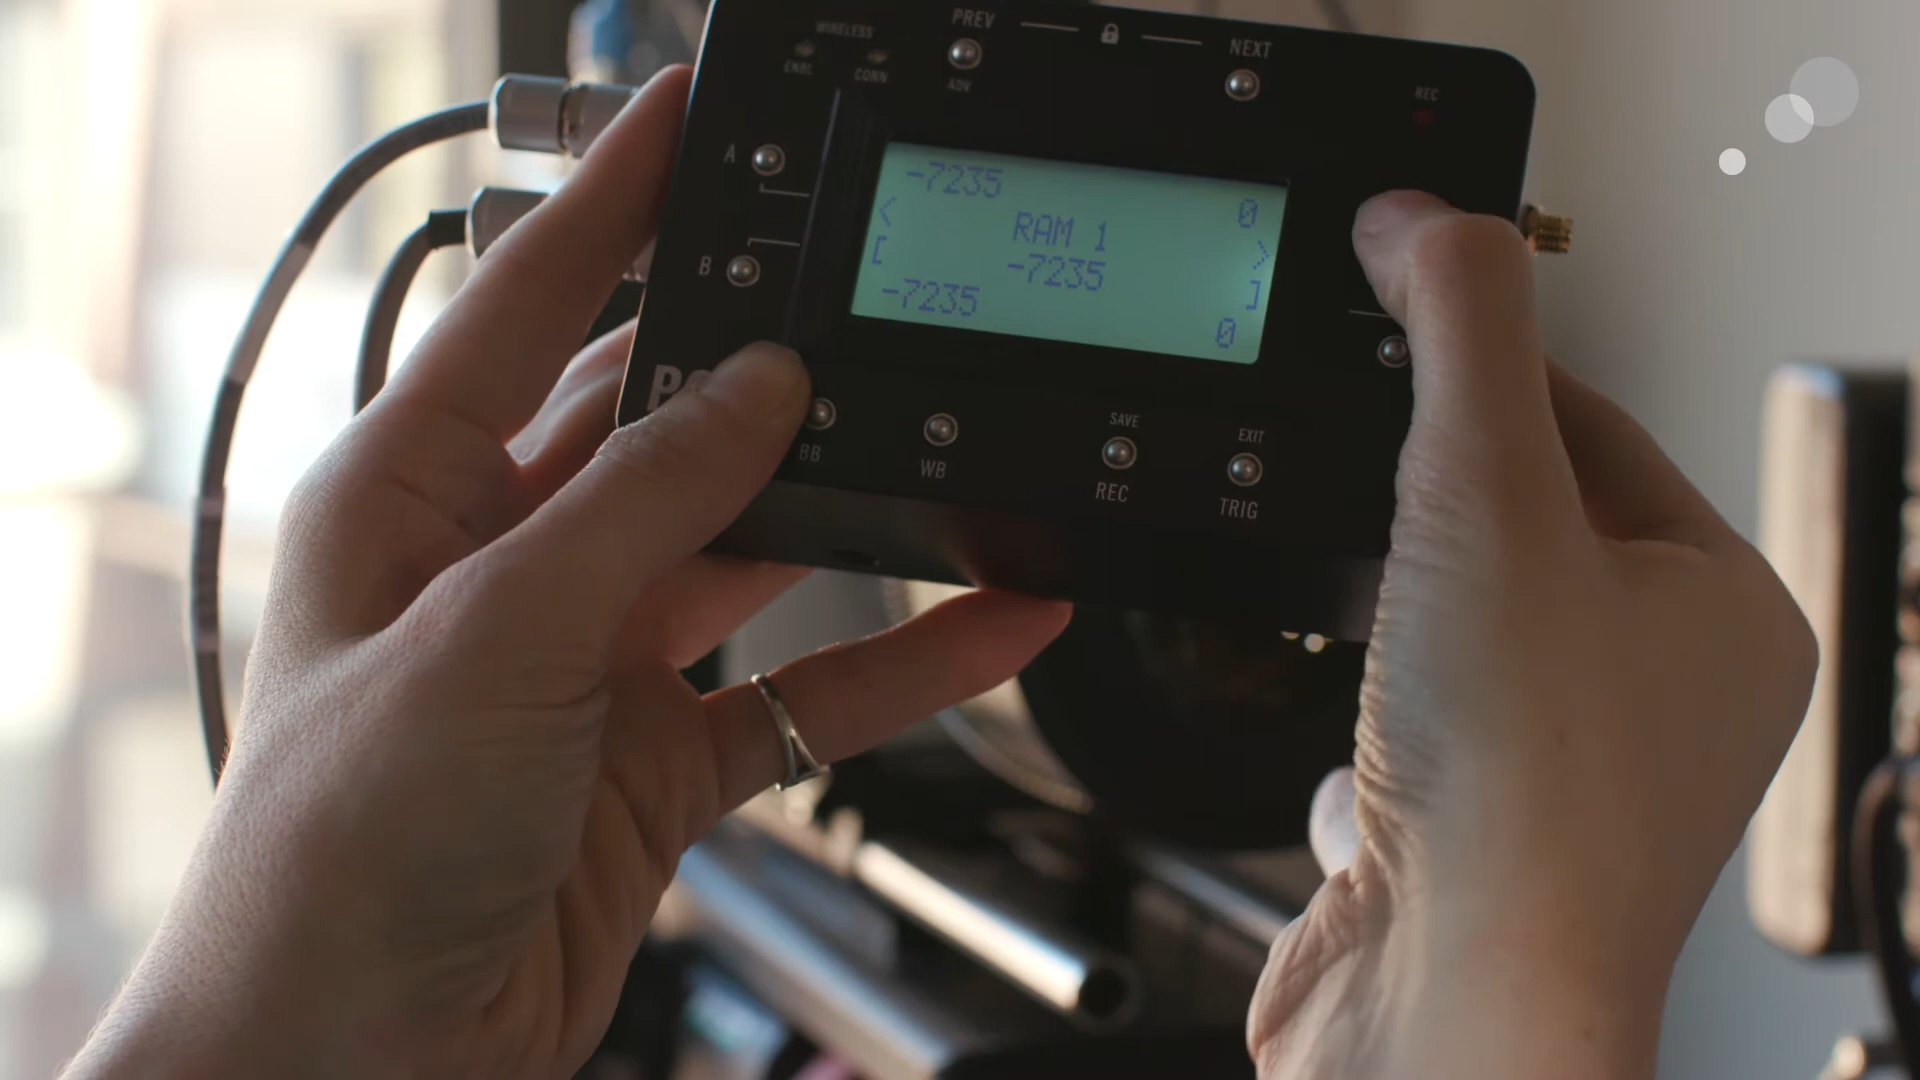 WIRELESS
ENBL CONN
PREV NEXT
ADV
REC
A
B
-7235 0
< RAM 1 >
[ -7235 ]
-7235 0
BB WB
SAVE EXIT
REC TRIG